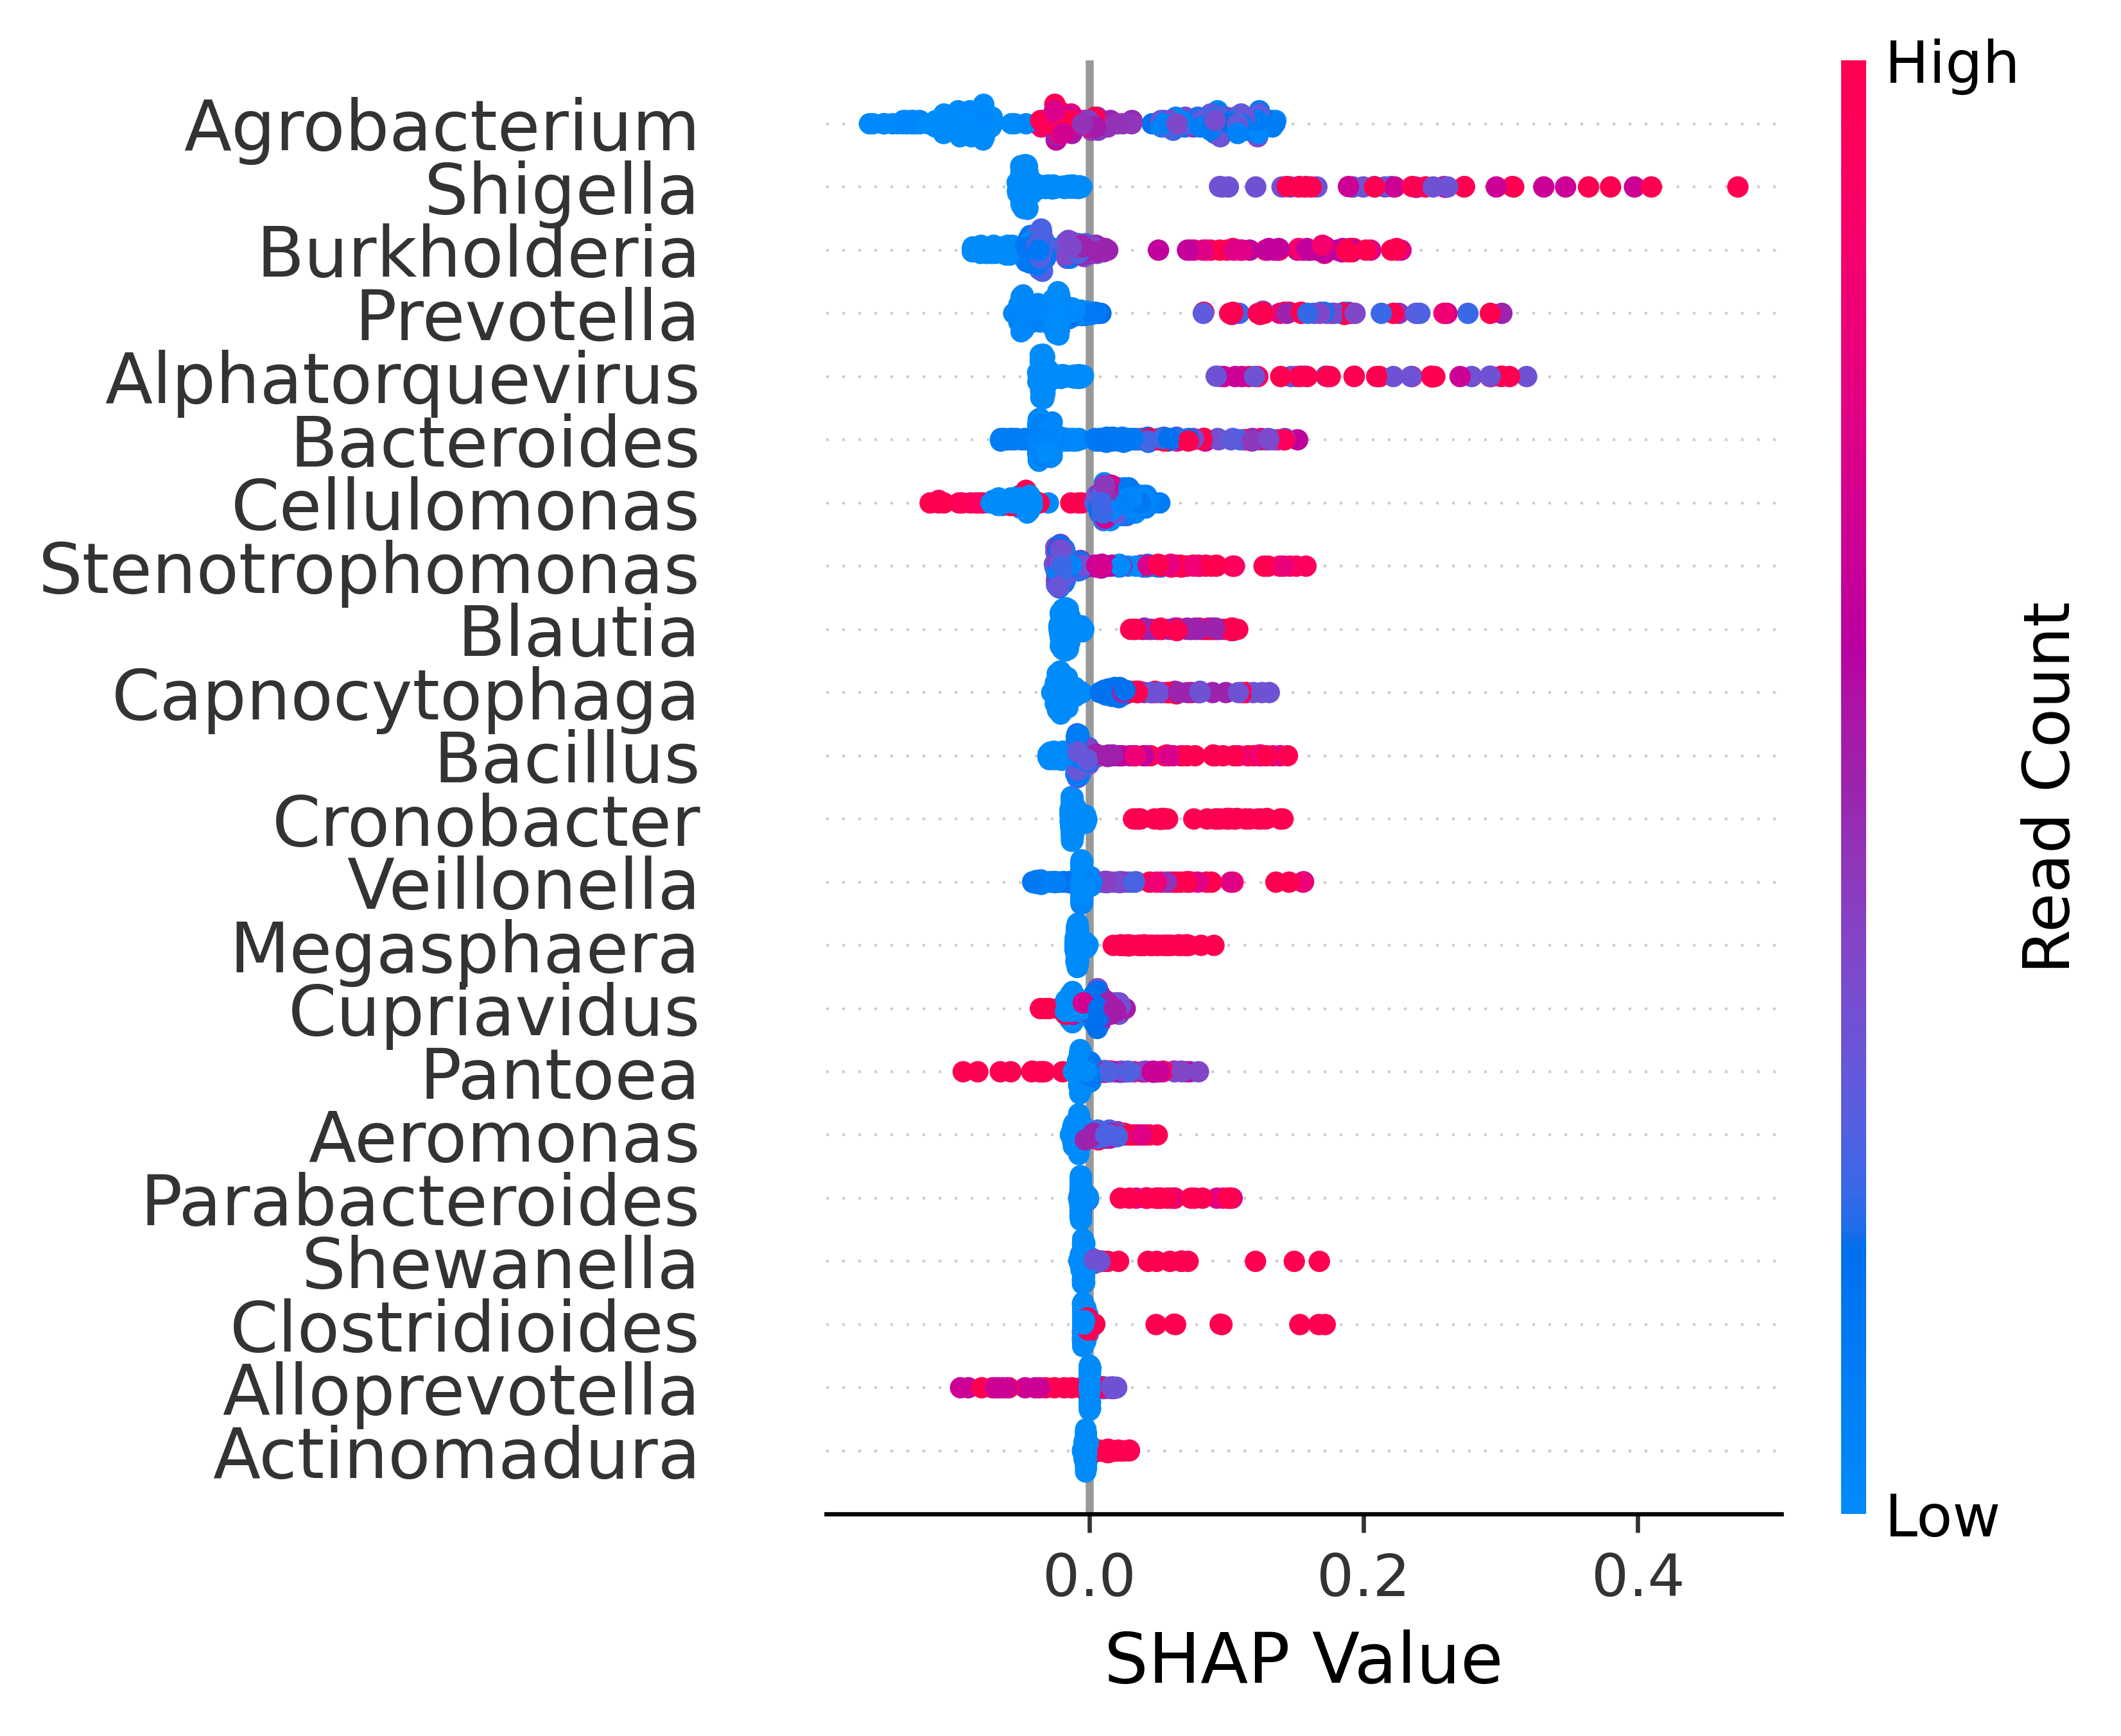 High
Agrobacterium
Shigella
Burkholderia
Prevotella
Alphatorquevirus
Bacteroides
Cellulomonas
Stenotrophomonas
Blautia
Capnocytophaga
Bacillus
Cronobacter
Veillonella
Megasphaera
Cupriavidus
Pantoea
Aeromonas
Parabacteroides
Shewanella
Clostridioides
Alloprevotella
Actinomadura
Read Count
Low
0.0 0.2 0.4
SHAP Value